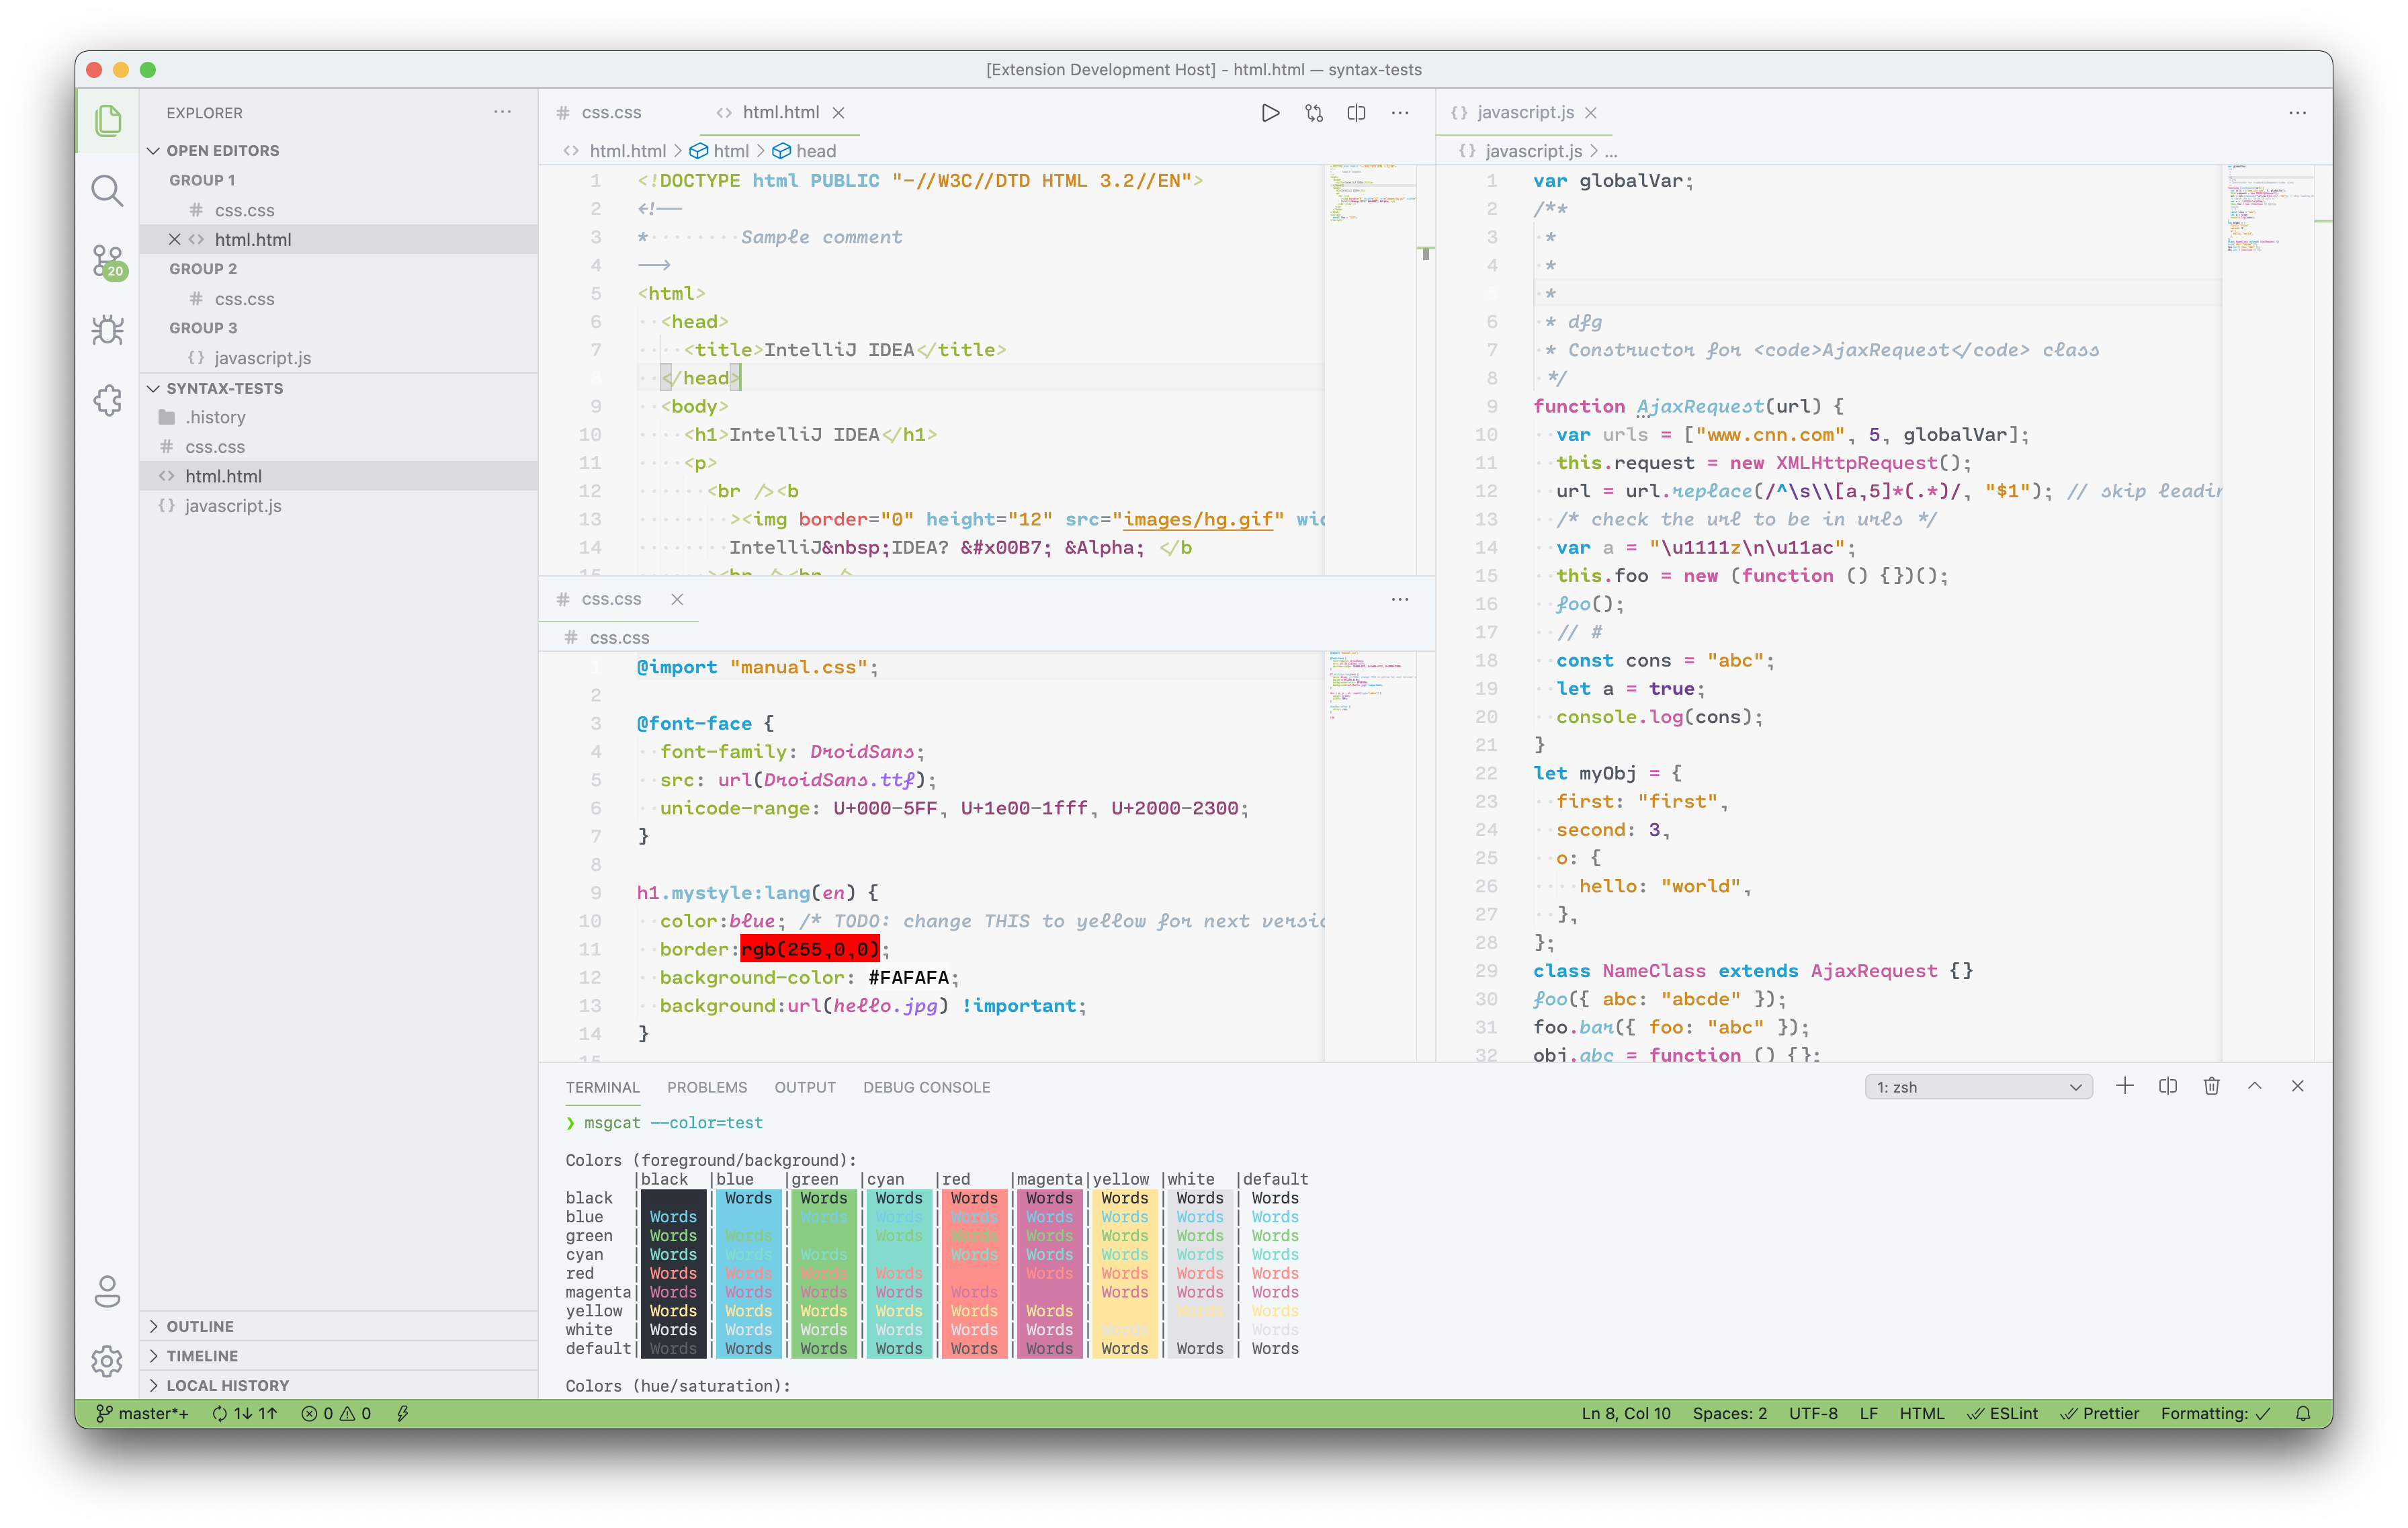 [Extension Development Host] - html.html — syntax-tests
EXPLORER
OPEN EDITORS
GROUP 1
css.css
html.html
GROUP 2
css.css
GROUP 3
javascript.js
SYNTAX-TESTS
.history
css.css
html.html
javascript.js
OUTLINE
TIMELINE
LOCAL HISTORY
20
css.css
html.html
html.html > html > head
1 <!DOCTYPE html PUBLIC "-//W3C//DTD HTML 3.2//EN">
2 <!--
3 * Sample comment
4 -->
5 <html>
6 <head>
7 <title>IntelliJ IDEA</title>
8 </head>
9 <body>
10 <h1>IntelliJ IDEA</h1>
11 <p>
12 <br /><b
13 ><img border="0" height="12" src="images/hg.gif" wid
14 IntelliJ&nbsp;IDEA? &#x00B7; &Alpha; </b
15 ><br /><br />
css.css
css.css
1 @import "manual.css";
2
3 @font-face {
4 font-family: DroidSans;
5 src: url(DroidSans.ttf);
6 unicode-range: U+000-5FF, U+1e00-1fff, U+2000-2300;
7 }
8
9 h1.mystyle:lang(en) {
10 color:blue; /* TODO: change THIS to yellow for next versio
11 border:rgb(255,0,0);
12 background-color: #FAFAFA;
13 background:url(hello.jpg) !important;
14 }
15
javascript.js
javascript.js > ...
1 var globalVar;
2 /**
3 *
4 *
*
6 * dfg
7 * Constructor for <code>AjaxRequest</code> class
8 */
9 function AjaxRequest(url) {
10 var urls = ["www.cnn.com", 5, globalVar];
11 this.request = new XMLHttpRequest();
12 url = url.replace(/^\s\\[a,5]*(.*)/, "$1"); // skip leadin
13 /* check the url to be in urls */
14 var a = "\u1111z\n\u11ac";
15 this.foo = new (function () {})();
16 foo();
17 // #
18 const cons = "abc";
19 let a = true;
20 console.log(cons);
21 }
22 let myObj = {
23 first: "first",
24 second: 3,
25 o: {
26 hello: "world",
27 },
28 };
29 class NameClass extends AjaxRequest {}
30 foo({ abc: "abcde" });
31 foo.bar({ foo: "abc" });
32 obj.abc = function () {};
TERMINAL PROBLEMS OUTPUT DEBUG CONSOLE
1: zsh
❯ msgcat --color=test
Colors (foreground/background):
|black |blue |green |cyan |red |magenta|yellow |white |default
black | | Words | Words | Words | Words | Words | Words | Words | Words
blue | Words | | Words | Words | Words | Words | Words | Words | Words
green | Words | Words | | Words | Words | Words | Words | Words | Words
cyan | Words | Words | Words | | Words | Words | Words | Words | Words
red | Words | Words | Words | Words | | Words | Words | Words | Words
magenta| Words | Words | Words | Words | Words | | Words | Words | Words
yellow | Words | Words | Words | Words | Words | Words | | Words | Words
white | Words | Words | Words | Words | Words | Words | Words | | Words
default| Words | Words | Words | Words | Words | Words | Words | Words | Words
Colors (hue/saturation):
master*+ 1↓ 1↑ 0 0
Ln 8, Col 10 Spaces: 2 UTF-8 LF HTML ESLint Prettier Formatting: ✓